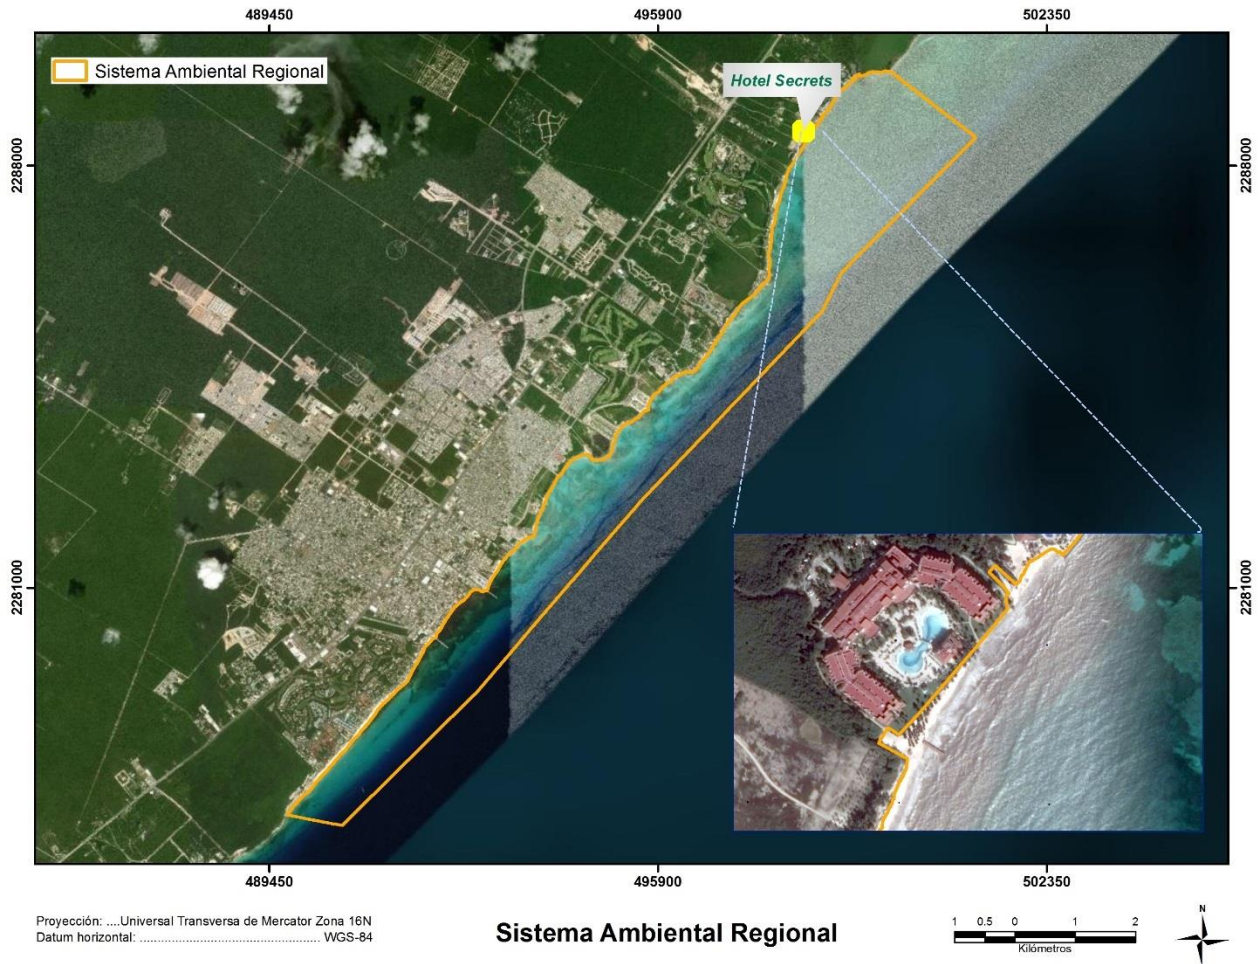 489450 495900 502350
Sistema Ambiental Regional
Hotel Secrets
2288000 2288000
2281000 2281000
489450 495900 502350
Proyección: ....Universal Transversa de Mercator Zona 16N
Datum horizontal: ................................................ WGS-84
Sistema Ambiental Regional
1 0.5 0 1 2
Kilómetros
N